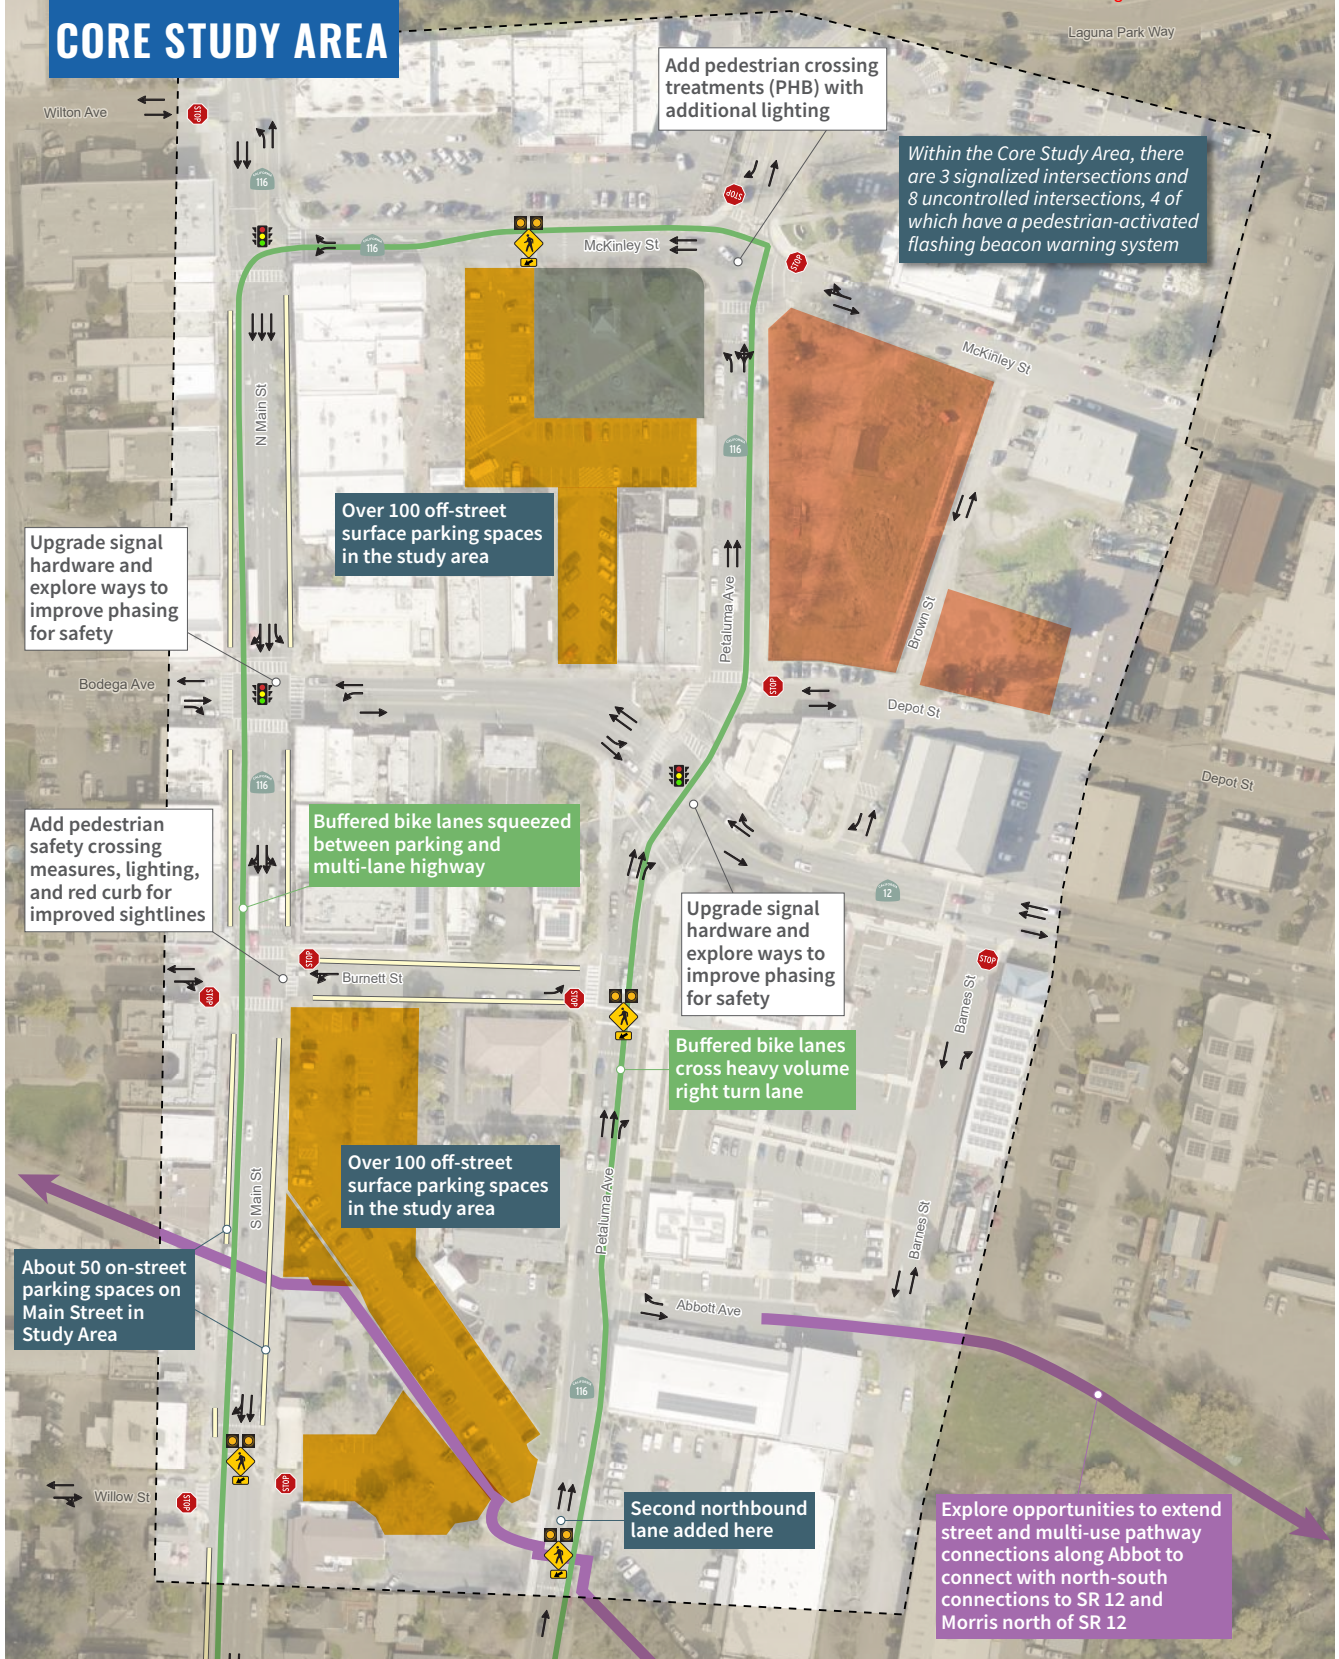 CORE STUDY AREA
Laguna Park Way
Add pedestrian crossing
treatments (PHB) with
additional lighting
Wilton Ave
STOP
116
STOP
Within the Core Study Area, there
are 3 signalized intersections and
8 uncontrolled intersections, 4 of
which have a pedestrian-activated
flashing beacon warning system
116
McKinley St
STOP
McKinley St
N Main St
116
Over 100 off-street
surface parking spaces
in the study area
Upgrade signal
hardware and
explore ways to
improve phasing
for safety
Petaluma Ave
Brown St
Bodega Ave
STOP
Depot St
Depot St
116
Add pedestrian
safety crossing
measures, lighting,
and red curb for
improved sightlines
Buffered bike lanes squeezed
between parking and
multi-lane highway
12
Upgrade signal
hardware and
explore ways to
improve phasing
for safety
STOP
Burnett St
STOP
STOP
STOP
Barnes St
Buffered bike lanes
cross heavy volume
right turn lane
Over 100 off-street
surface parking spaces
in the study area
S Main St
Petaluma Ave
Barnes St
About 50 on-street
parking spaces on
Main Street in
Study Area
Abbott Ave
116
STOP
Willow St
STOP
Second northbound
lane added here
Explore opportunities to extend
street and multi-use pathway
connections along Abbot to
connect with north-south
connections to SR 12 and
Morris north of SR 12